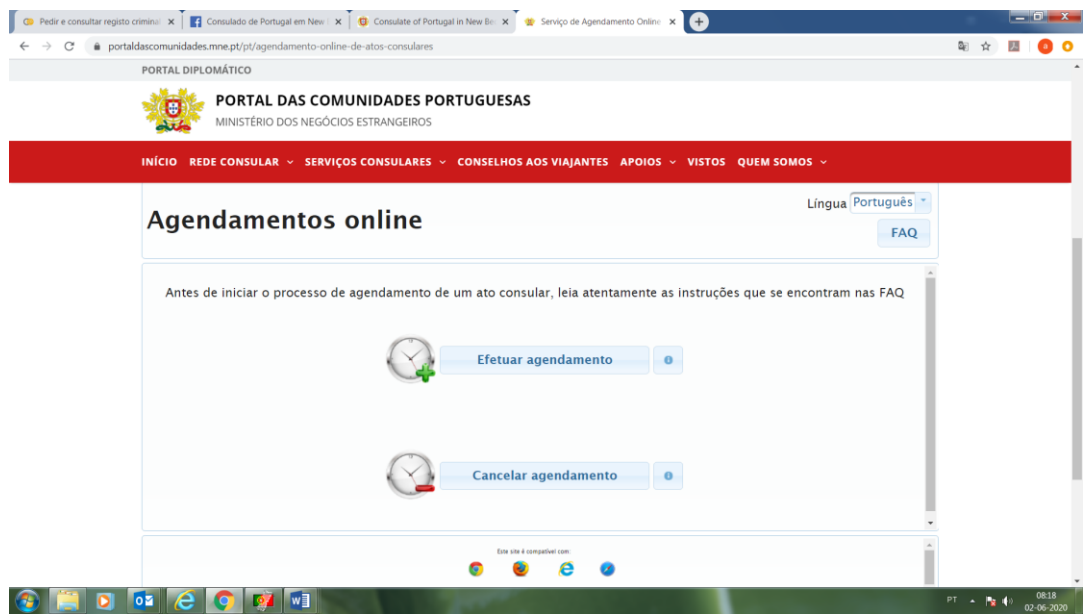 Pedir e consultar registo crimina
Consulado de Portugal em New
Consulate of Portugal in New Be
Serviço de Agendamento Online
portaldascomunidades.mne.pt/pt/agendamento-online-de-atos-consulares
PORTAL DIPLOMÁTICO
PORTAL DAS COMUNIDADES PORTUGUESAS
MINISTÉRIO DOS NEGÓCIOS ESTRANGEIROS
INÍCIO REDE CONSULAR SERVIÇOS CONSULARES CONSELHOS AOS VIAJANTES APOIOS VISTOS QUEM SOMOS
Língua Português
Agendamentos online
FAQ
Antes de iniciar o processo de agendamento de um ato consular, leia atentamente as instruções que se encontram nas FAQ
Efetuar agendamento
Cancelar agendamento
Este site é compatível com:
PT 08:18
02-06-2020